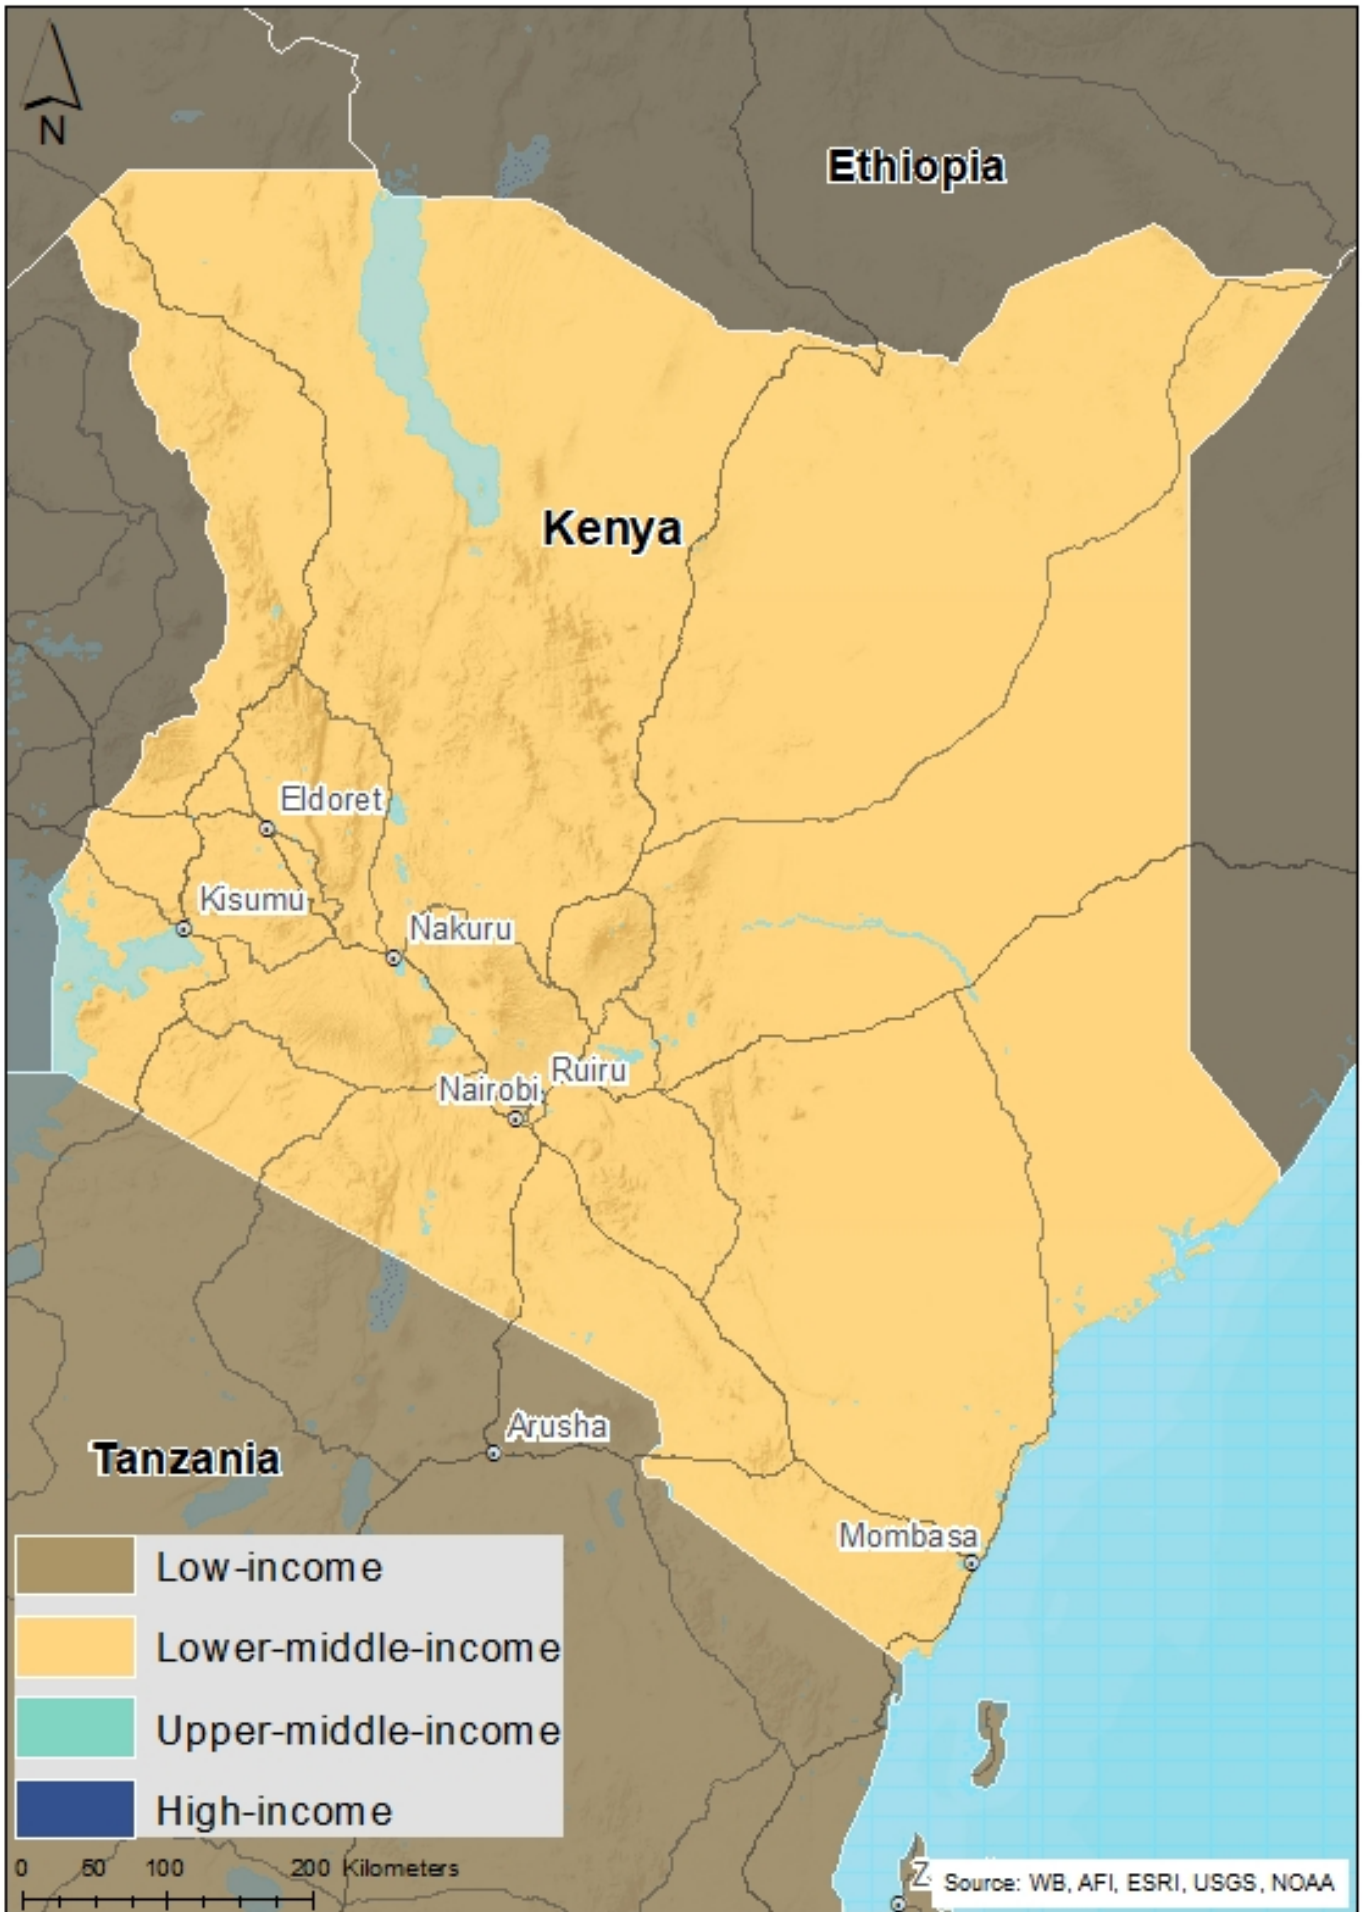 N
Ethiopia
Kenya
Eldoret
Kisumu
Nakuru
Ruiru
Nairobi
Arusha
Tanzania
Mombasa
Low-income
Lower-middle-income
Upper-middle-income
High-income
0 50 100 200 Kilometers
Source: WB, AFI, ESRI, USGS, NOAA